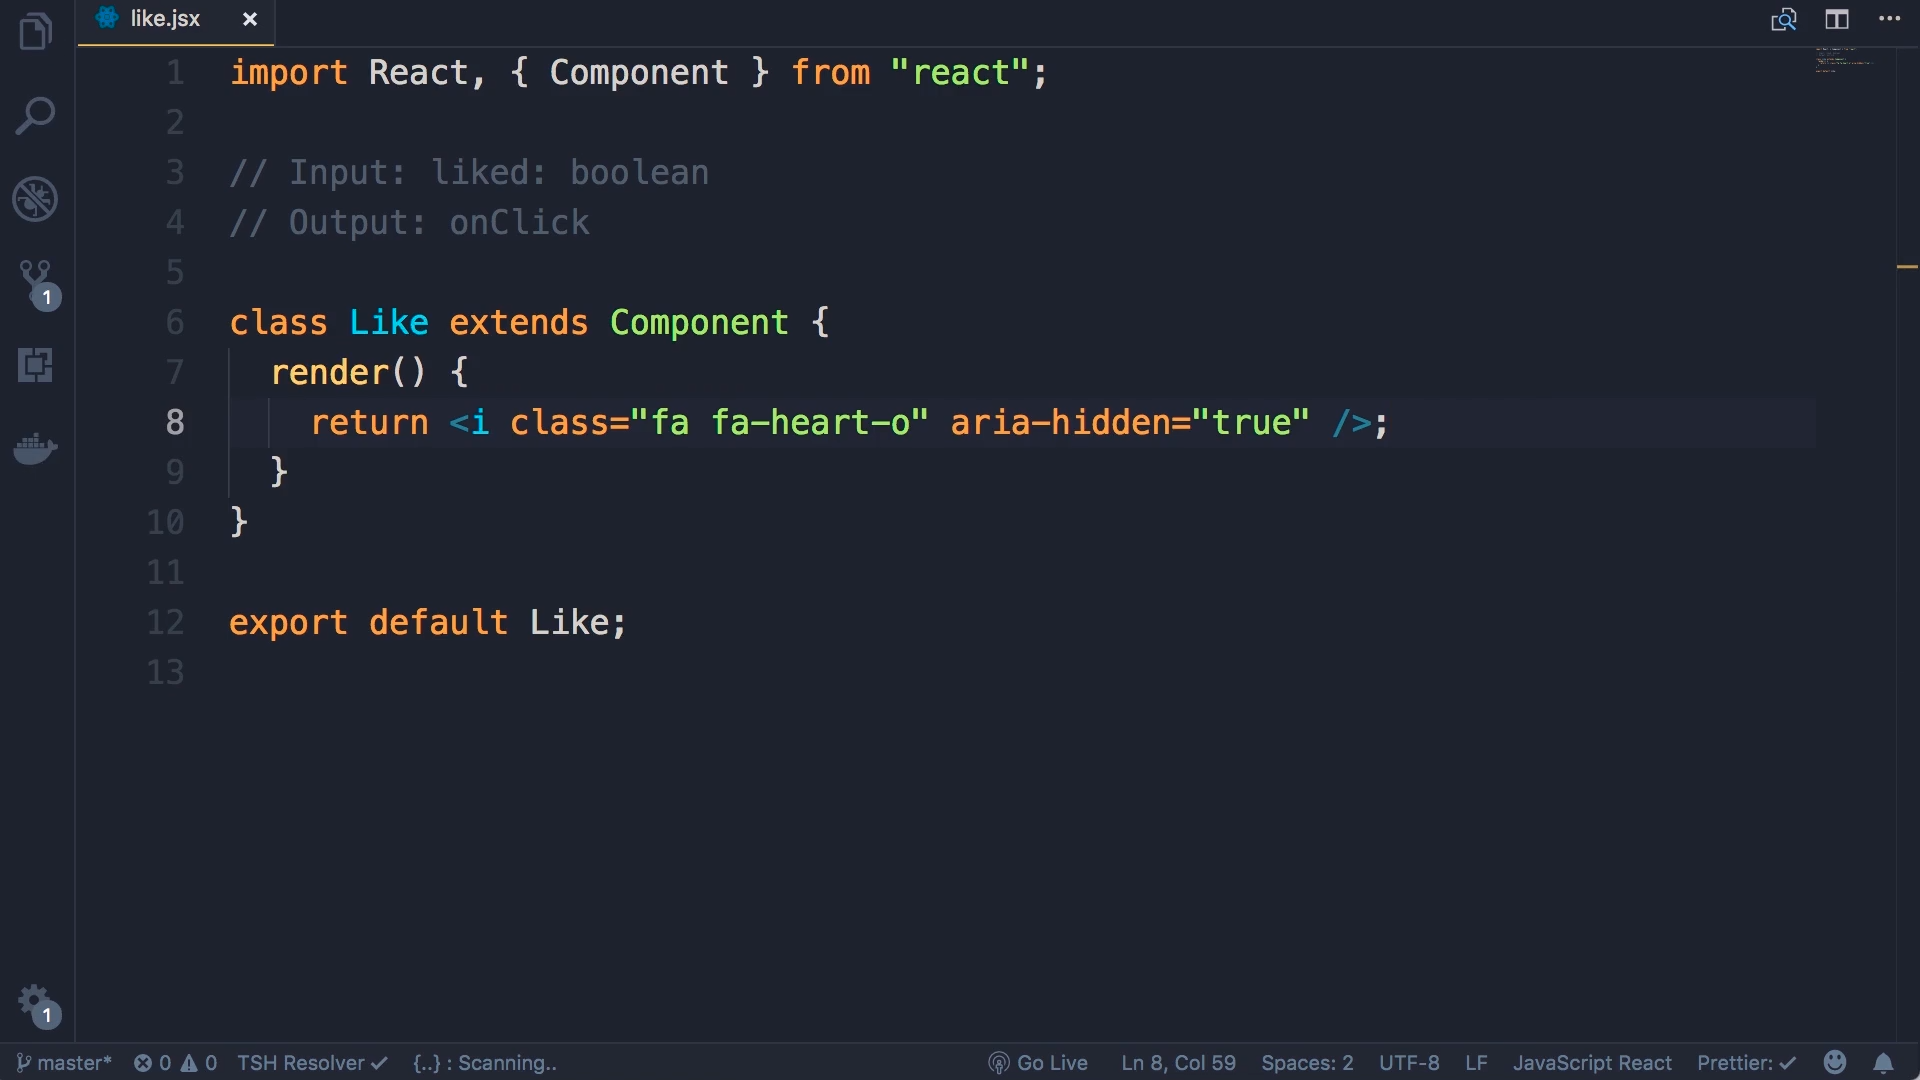 like.jsx
1 import React, { Component } from "react";
2
3 // Input: liked: boolean
4 // Output: onClick
5
6 class Like extends Component {
7 render() {
8 return <i class="fa fa-heart-o" aria-hidden="true" />;
9 }
10 }
11
12 export default Like;
13
1
1
master* 0 0 TSH Resolver {..} : Scanning.. Go Live Ln 8, Col 59 Spaces: 2 UTF-8 LF JavaScript React Prettier: